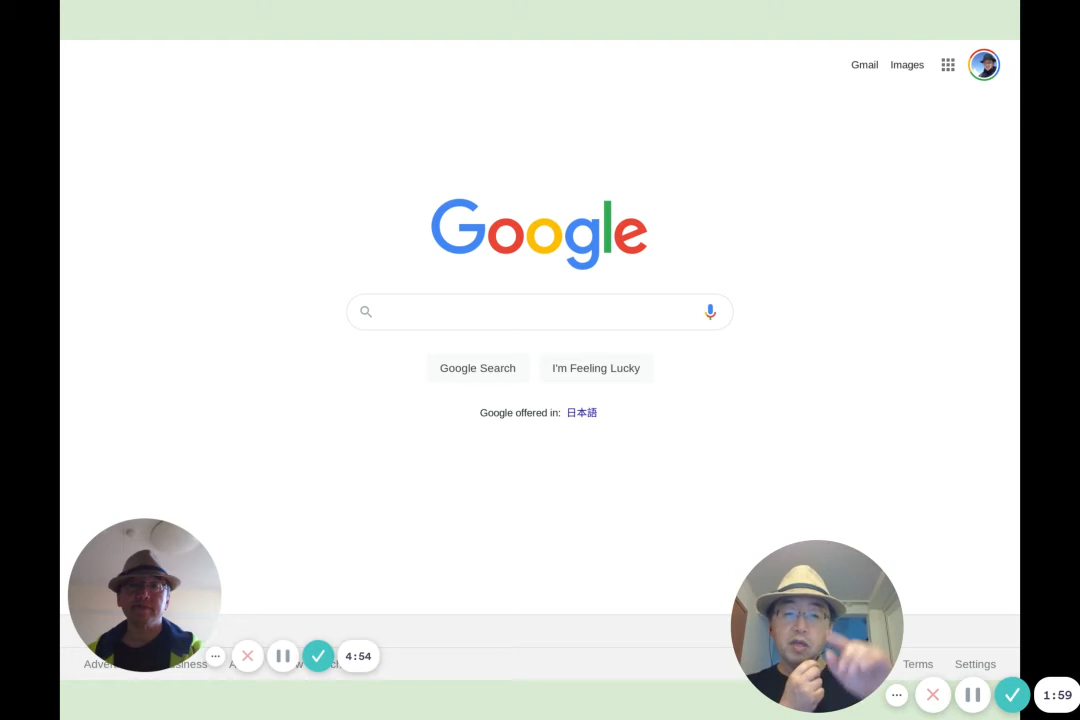 Gmail Images
Google
Google Search I'm Feeling Lucky
Google offered in: 日本語
4:54
Terms Settings
1:59